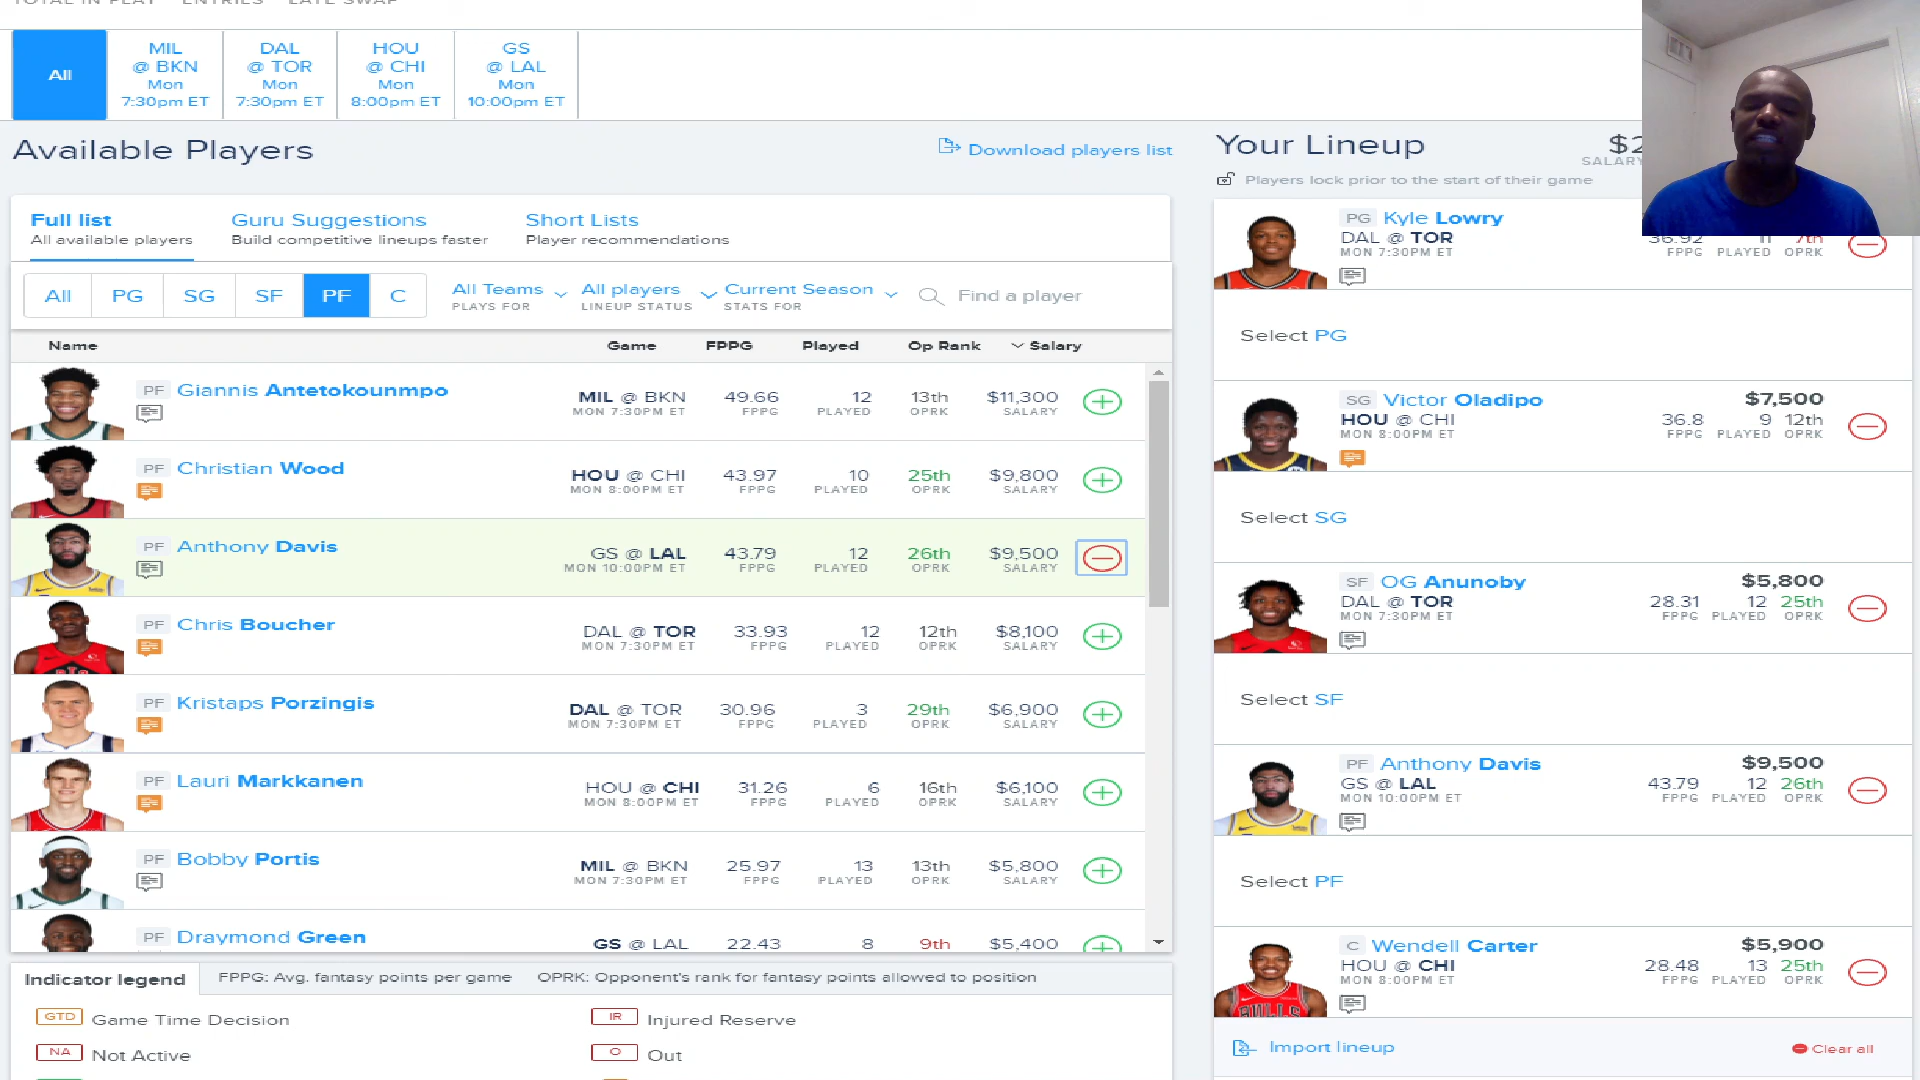 TOTAL IN PLAY ENTRIES LATE SWAP
All
MIL @ BKN Mon 7:30pm ET
DAL @ TOR Mon 7:30pm ET
HOU @ CHI Mon 8:00pm ET
GS @ LAL Mon 10:00pm ET
Available Players
Download players list
Full list
All available players
Guru Suggestions
Build competitive lineups faster
Short Lists
Player recommendations
All PG SG SF PF C
All Teams
PLAYS FOR
All players
LINEUP STATUS
Current Season
STATS FOR
Find a player
Name Game FPPG Played Op Rank Salary
PF Giannis Antetokounmpo MIL @ BKN 49.66 12 13th $11,300
MON 7:30PM ET FPPG PLAYED OPRK SALARY
PF Christian Wood HOU @ CHI 43.97 10 25th $9,800
MON 8:00PM ET FPPG PLAYED OPRK SALARY
PF Anthony Davis GS @ LAL 43.79 12 26th $9,500
MON 10:00PM ET FPPG PLAYED OPRK SALARY
PF Chris Boucher DAL @ TOR 33.93 12 12th $8,100
MON 7:30PM ET FPPG PLAYED OPRK SALARY
PF Kristaps Porzingis DAL @ TOR 30.96 3 29th $6,900
MON 7:30PM ET FPPG PLAYED OPRK SALARY
PF Lauri Markkanen HOU @ CHI 31.26 6 16th $6,100
MON 8:00PM ET FPPG PLAYED OPRK SALARY
PF Bobby Portis MIL @ BKN 25.97 13 13th $5,800
MON 7:30PM ET FPPG PLAYED OPRK SALARY
PF Draymond Green GS @ LAL 22.43 8 9th $5,400
Indicator legend FPPG: Avg. fantasy points per game OPRK: Opponent's rank for fantasy points allowed to position
GTD Game Time Decision
IR Injured Reserve
NA Not Active
O Out
Your Lineup
$2
SALARY
Players lock prior to the start of their game
PG Kyle Lowry
DAL @ TOR 36.92 11 7th
MON 7:30PM ET FPPG PLAYED OPRK
Select PG
SG Victor Oladipo $7,500
HOU @ CHI 36.8 9 12th
MON 8:00PM ET FPPG PLAYED OPRK
Select SG
SF OG Anunoby $5,800
DAL @ TOR 28.31 12 25th
MON 7:30PM ET FPPG PLAYED OPRK
Select SF
PF Anthony Davis $9,500
GS @ LAL 43.79 12 26th
MON 10:00PM ET FPPG PLAYED OPRK
Select PF
C Wendell Carter $5,900
HOU @ CHI 28.48 13 25th
MON 8:00PM ET FPPG PLAYED OPRK
BULLS
Import lineup
Clear all